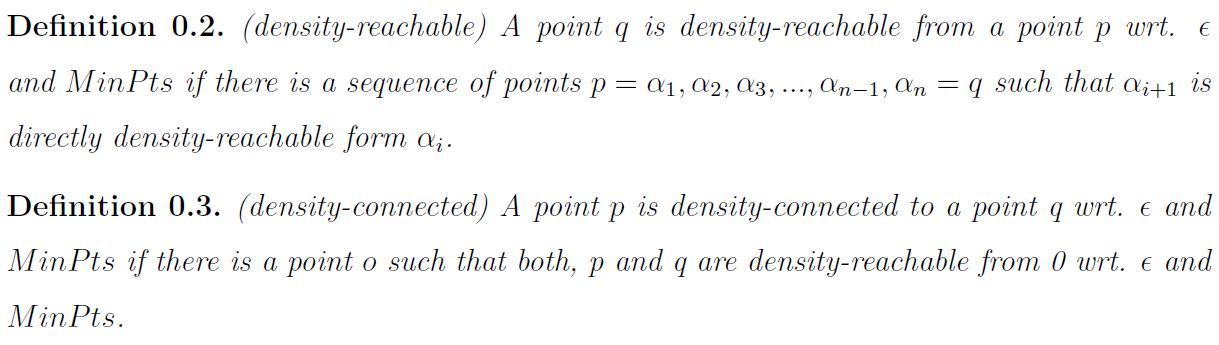 Definition 0.2. (density-reachable) A point q is density-reachable from a point p wrt. ϵ
and MinPts if there is a sequence of points p = α₁, α₂, α₃, ..., αₙ₋₁, αₙ = q such that αᵢ₊₁ is
directly density-reachable form αᵢ.
Definition 0.3. (density-connected) A point p is density-connected to a point q wrt. ϵ and
MinPts if there is a point o such that both, p and q are density-reachable from 0 wrt. ϵ and
MinPts.